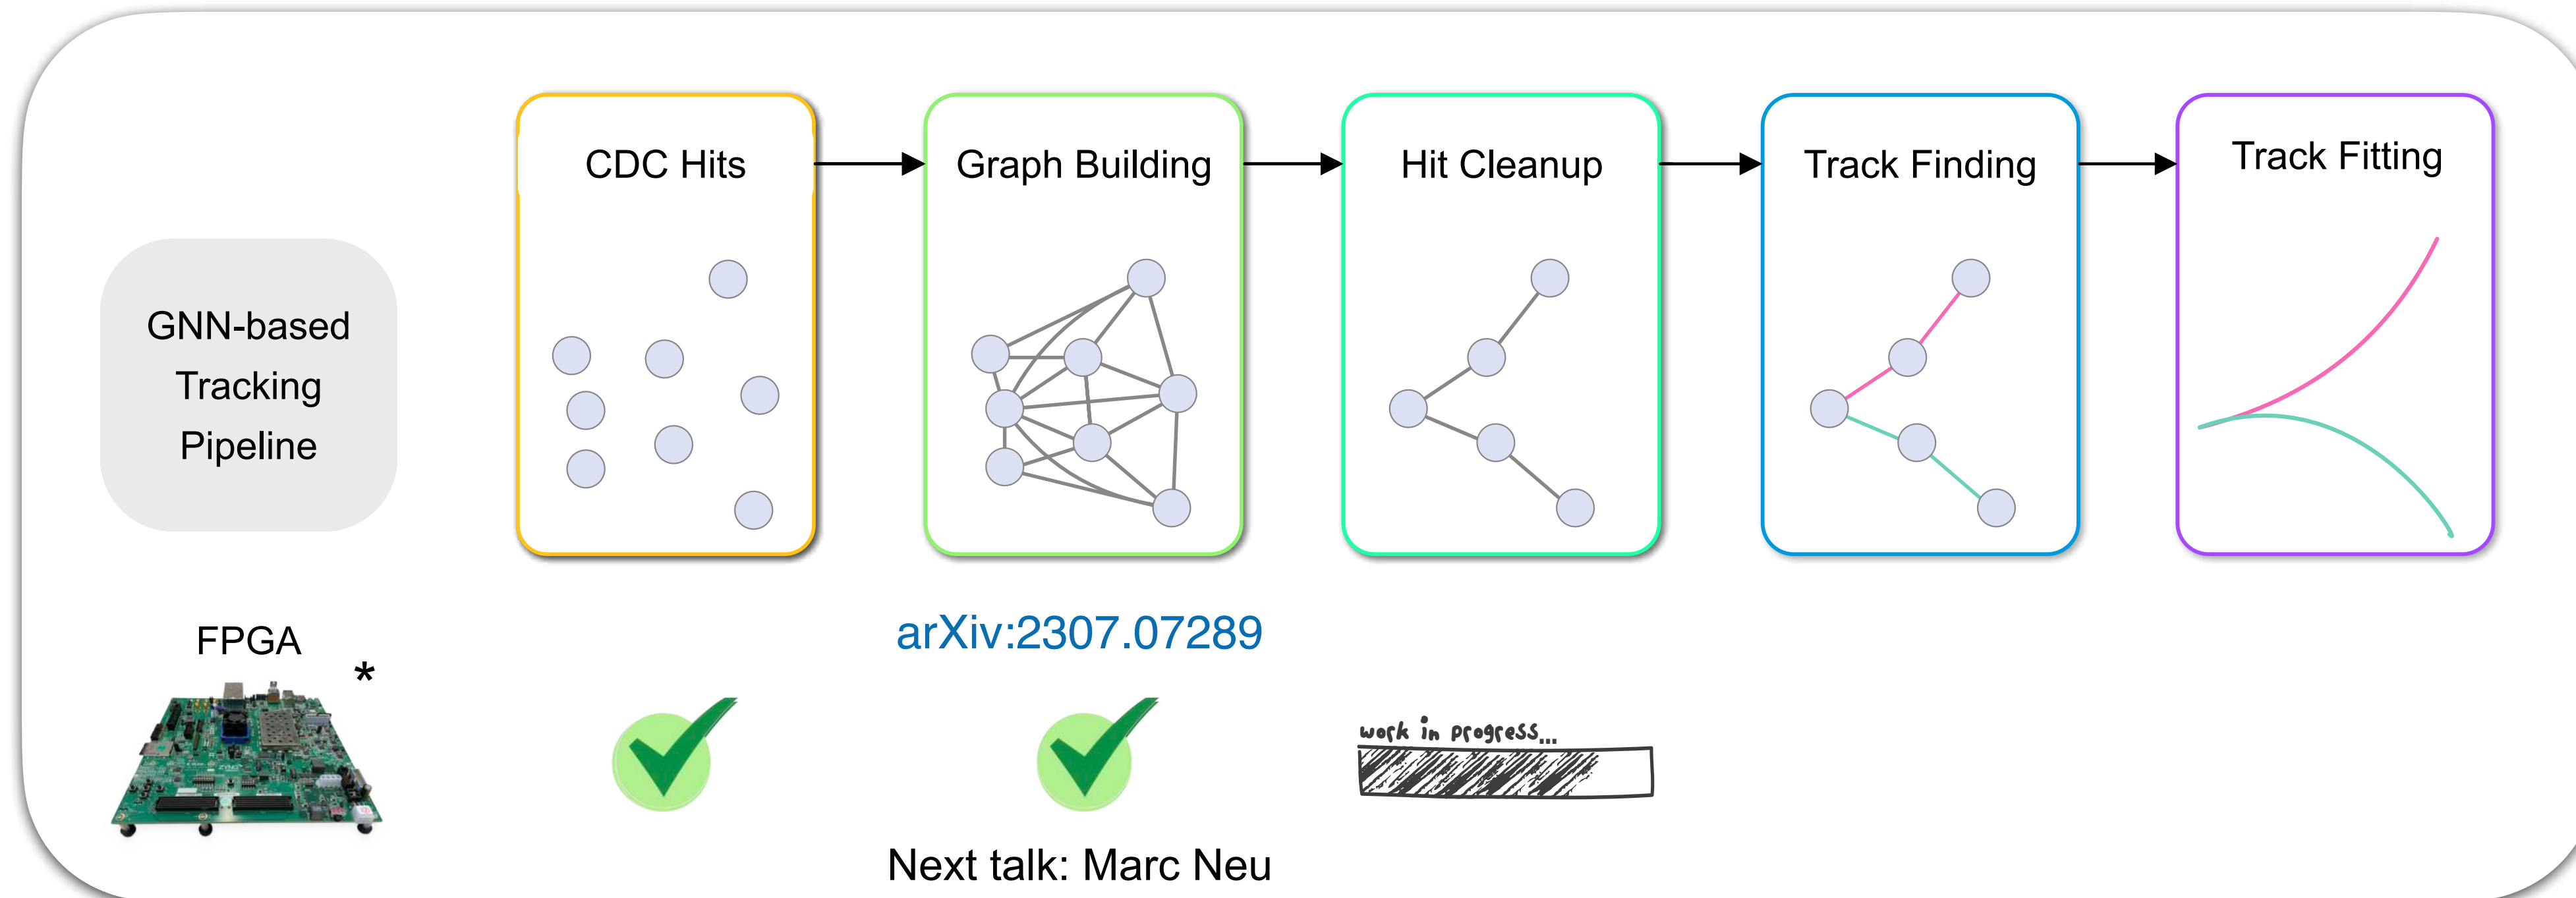 CDC Hits
Graph Building
Hit Cleanup
Track Finding
Track Fitting
GNN-based
Tracking
Pipeline
FPGA
*
arXiv:2307.07289
work in progress...
Next talk: Marc Neu